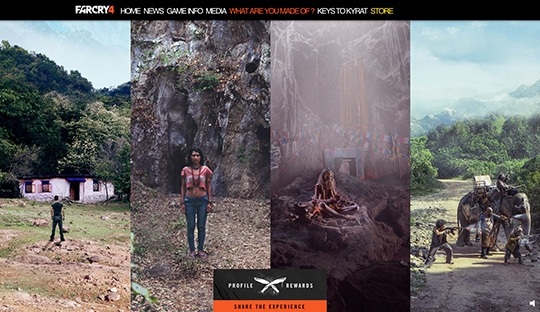 FARCRY4 HOME NEWS GAME INFO MEDIA WHAT ARE YOU MADE OF ? KEYS TO KYRAT STORE
PROFILE REWARDS
SHARE THE EXPERIENCE